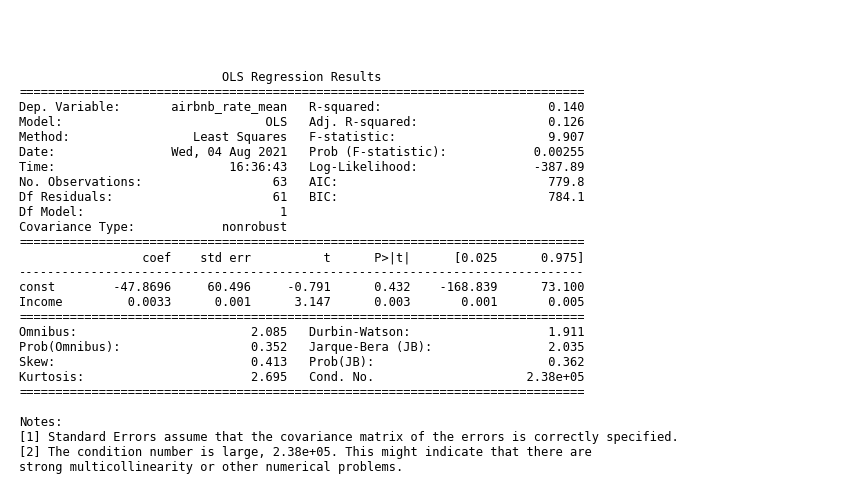 OLS Regression Results
==============================================================================
Dep. Variable:       airbnb_rate_mean   R-squared:                       0.140
Model:                            OLS   Adj. R-squared:                  0.126
Method:                 Least Squares   F-statistic:                     9.907
Date:                Wed, 04 Aug 2021   Prob (F-statistic):            0.00255
Time:                        16:36:43   Log-Likelihood:                -387.89
No. Observations:                  63   AIC:                             779.8
Df Residuals:                      61   BIC:                             784.1
Df Model:                           1
Covariance Type:            nonrobust
==============================================================================
                 coef    std err          t      P>|t|      [0.025      0.975]
------------------------------------------------------------------------------
const        -47.8696     60.496     -0.791      0.432    -168.839      73.100
Income         0.0033      0.001      3.147      0.003       0.001       0.005
==============================================================================
Omnibus:                        2.085   Durbin-Watson:                   1.911
Prob(Omnibus):                  0.352   Jarque-Bera (JB):                2.035
Skew:                           0.413   Prob(JB):                        0.362
Kurtosis:                       2.695   Cond. No.                     2.38e+05
==============================================================================

Notes:
[1] Standard Errors assume that the covariance matrix of the errors is correctly specified.
[2] The condition number is large, 2.38e+05. This might indicate that there are
strong multicollinearity or other numerical problems.